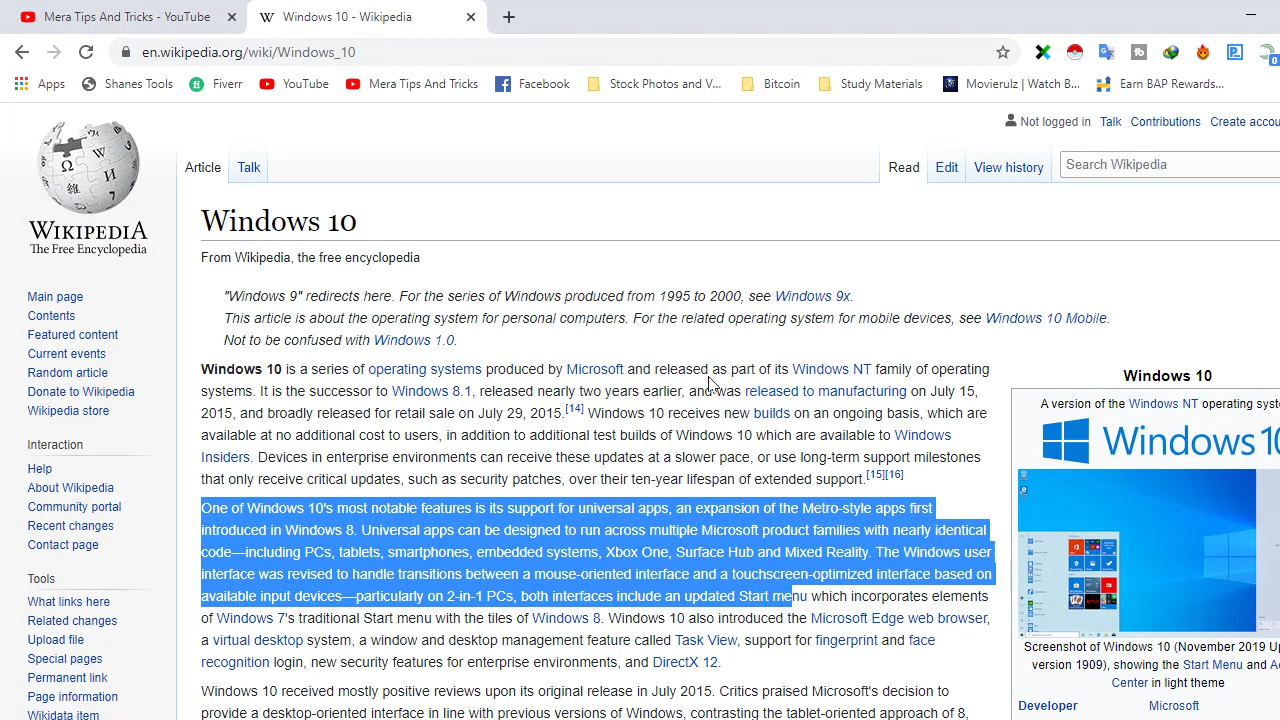 Mera Tips And Tricks - YouTube
Windows 10 - Wikipedia
en.wikipedia.org/wiki/Windows_10
Apps
Shanes Tools
Fiverr
YouTube
Mera Tips And Tricks
Facebook
Stock Photos and V...
Bitcoin
Study Materials
Movierulz | Watch B...
Earn BAP Rewards...
Not logged in Talk Contributions Create accou
Article Talk
Read Edit View history
Search Wikipedia
WIKIPEDIA
The Free Encyclopedia
Main page
Contents
Featured content
Current events
Random article
Donate to Wikipedia
Wikipedia store
Interaction
Help
About Wikipedia
Community portal
Recent changes
Contact page
Tools
What links here
Related changes
Upload file
Special pages
Permanent link
Page information
Wikidata item
Windows 10
From Wikipedia, the free encyclopedia
"Windows 9" redirects here. For the series of Windows produced from 1995 to 2000, see Windows 9x.
This article is about the operating system for personal computers. For the related operating system for mobile devices, see Windows 10 Mobile.
Not to be confused with Windows 1.0.
Windows 10 is a series of operating systems produced by Microsoft and released as part of its Windows NT family of operating
systems. It is the successor to Windows 8.1, released nearly two years earlier, and was released to manufacturing on July 15,
2015, and broadly released for retail sale on July 29, 2015.[14] Windows 10 receives new builds on an ongoing basis, which are
available at no additional cost to users, in addition to additional test builds of Windows 10 which are available to Windows
Insiders. Devices in enterprise environments can receive these updates at a slower pace, or use long-term support milestones
that only receive critical updates, such as security patches, over their ten-year lifespan of extended support.[15][16]
One of Windows 10's most notable features is its support for universal apps, an expansion of the Metro-style apps first
introduced in Windows 8. Universal apps can be designed to run across multiple Microsoft product families with nearly identical
code—including PCs, tablets, smartphones, embedded systems, Xbox One, Surface Hub and Mixed Reality. The Windows user
interface was revised to handle transitions between a mouse-oriented interface and a touchscreen-optimized interface based on
available input devices—particularly on 2-in-1 PCs, both interfaces include an updated Start menu which incorporates elements
of Windows 7's traditional Start menu with the tiles of Windows 8. Windows 10 also introduced the Microsoft Edge web browser,
a virtual desktop system, a window and desktop management feature called Task View, support for fingerprint and face
recognition login, new security features for enterprise environments, and DirectX 12.
Windows 10 received mostly positive reviews upon its original release in July 2015. Critics praised Microsoft's decision to
provide a desktop-oriented interface in line with previous versions of Windows, contrasting the tablet-oriented approach of 8,
Windows 10
A version of the Windows NT operating syste
Windows 10
Screenshot of Windows 10 (November 2019 Up
version 1909), showing the Start Menu and A
Center in light theme
Developer Microsoft